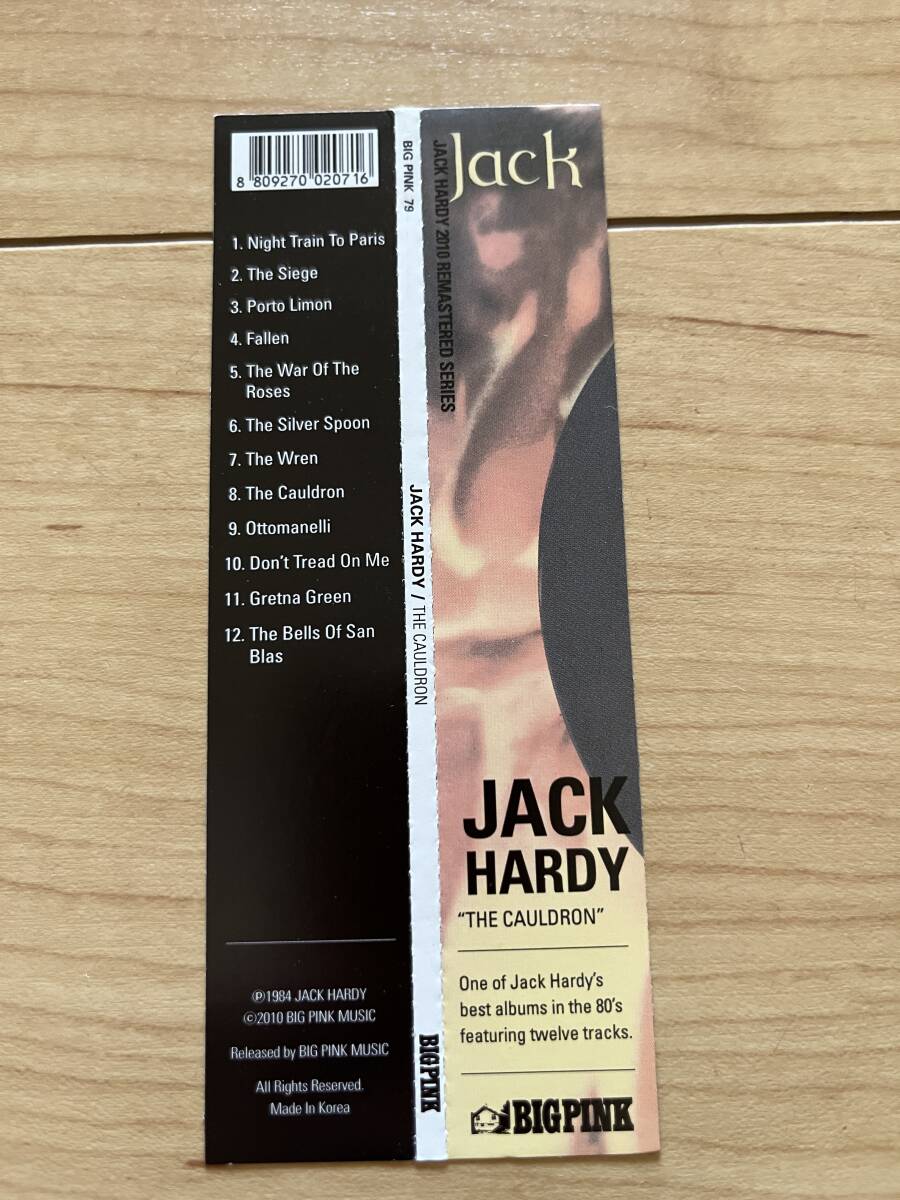 8 809270 020716
1. Night Train To Paris
2. The Siege
3. Porto Limon
4. Fallen
5. The War Of The
Roses
6. The Silver Spoon
7. The Wren
8. The Cauldron
9. Ottomanelli
10. Don't Tread On Me
11. Gretna Green
12. The Bells Of San
Blas
℗1984 JACK HARDY
©2010 BIG PINK MUSIC
Released by BIG PINK MUSIC
All Rights Reserved.
Made In Korea
BIG PINK 79
JACK HARDY / THE CAULDRON
BIGPINK
Jack
JACK HARDY 2010 REMASTERED SERIES
JACK
HARDY
“THE CAULDRON”
One of Jack Hardy's
best albums in the 80's
featuring twelve tracks.
BIGPINK